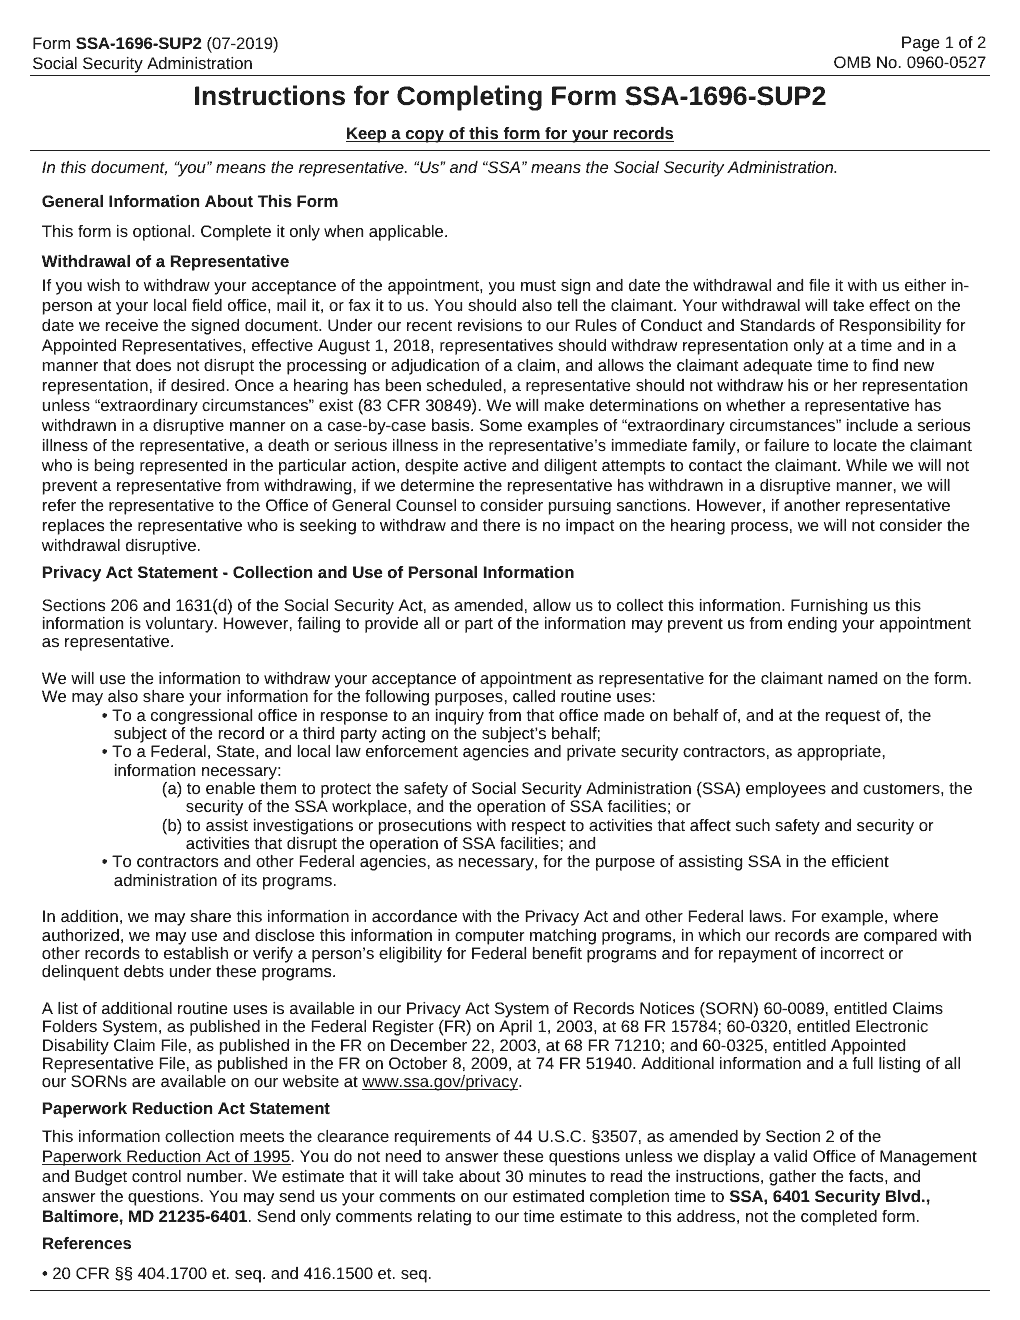 Form SSA-1696-SUP2 (07-2019)
Social Security Administration
Page 1 of 2
OMB No. 0960-0527
Instructions for Completing Form SSA-1696-SUP2
Keep a copy of this form for your records
In this document, “you” means the representative. “Us” and “SSA” means the Social Security Administration.
General Information About This Form
This form is optional. Complete it only when applicable.
Withdrawal of a Representative
If you wish to withdraw your acceptance of the appointment, you must sign and date the withdrawal and file it with us either in-
person at your local field office, mail it, or fax it to us. You should also tell the claimant. Your withdrawal will take effect on the
date we receive the signed document. Under our recent revisions to our Rules of Conduct and Standards of Responsibility for
Appointed Representatives, effective August 1, 2018, representatives should withdraw representation only at a time and in a
manner that does not disrupt the processing or adjudication of a claim, and allows the claimant adequate time to find new
representation, if desired. Once a hearing has been scheduled, a representative should not withdraw his or her representation
unless “extraordinary circumstances” exist (83 CFR 30849). We will make determinations on whether a representative has
withdrawn in a disruptive manner on a case-by-case basis. Some examples of “extraordinary circumstances” include a serious
illness of the representative, a death or serious illness in the representative’s immediate family, or failure to locate the claimant
who is being represented in the particular action, despite active and diligent attempts to contact the claimant. While we will not
prevent a representative from withdrawing, if we determine the representative has withdrawn in a disruptive manner, we will
refer the representative to the Office of General Counsel to consider pursuing sanctions. However, if another representative
replaces the representative who is seeking to withdraw and there is no impact on the hearing process, we will not consider the
withdrawal disruptive.
Privacy Act Statement - Collection and Use of Personal Information
Sections 206 and 1631(d) of the Social Security Act, as amended, allow us to collect this information. Furnishing us this
information is voluntary. However, failing to provide all or part of the information may prevent us from ending your appointment
as representative.
We will use the information to withdraw your acceptance of appointment as representative for the claimant named on the form.
We may also share your information for the following purposes, called routine uses:
• To a congressional office in response to an inquiry from that office made on behalf of, and at the request of, the
subject of the record or a third party acting on the subject’s behalf;
• To a Federal, State, and local law enforcement agencies and private security contractors, as appropriate,
information necessary:
(a) to enable them to protect the safety of Social Security Administration (SSA) employees and customers, the
security of the SSA workplace, and the operation of SSA facilities; or
(b) to assist investigations or prosecutions with respect to activities that affect such safety and security or
activities that disrupt the operation of SSA facilities; and
• To contractors and other Federal agencies, as necessary, for the purpose of assisting SSA in the efficient
administration of its programs.
In addition, we may share this information in accordance with the Privacy Act and other Federal laws. For example, where
authorized, we may use and disclose this information in computer matching programs, in which our records are compared with
other records to establish or verify a person’s eligibility for Federal benefit programs and for repayment of incorrect or
delinquent debts under these programs.
A list of additional routine uses is available in our Privacy Act System of Records Notices (SORN) 60-0089, entitled Claims
Folders System, as published in the Federal Register (FR) on April 1, 2003, at 68 FR 15784; 60-0320, entitled Electronic
Disability Claim File, as published in the FR on December 22, 2003, at 68 FR 71210; and 60-0325, entitled Appointed
Representative File, as published in the FR on October 8, 2009, at 74 FR 51940. Additional information and a full listing of all
our SORNs are available on our website at www.ssa.gov/privacy.
Paperwork Reduction Act Statement
This information collection meets the clearance requirements of 44 U.S.C. §3507, as amended by Section 2 of the
Paperwork Reduction Act of 1995. You do not need to answer these questions unless we display a valid Office of Management
and Budget control number. We estimate that it will take about 30 minutes to read the instructions, gather the facts, and
answer the questions. You may send us your comments on our estimated completion time to SSA, 6401 Security Blvd.,
Baltimore, MD 21235-6401. Send only comments relating to our time estimate to this address, not the completed form.
References
• 20 CFR §§ 404.1700 et. seq. and 416.1500 et. seq.